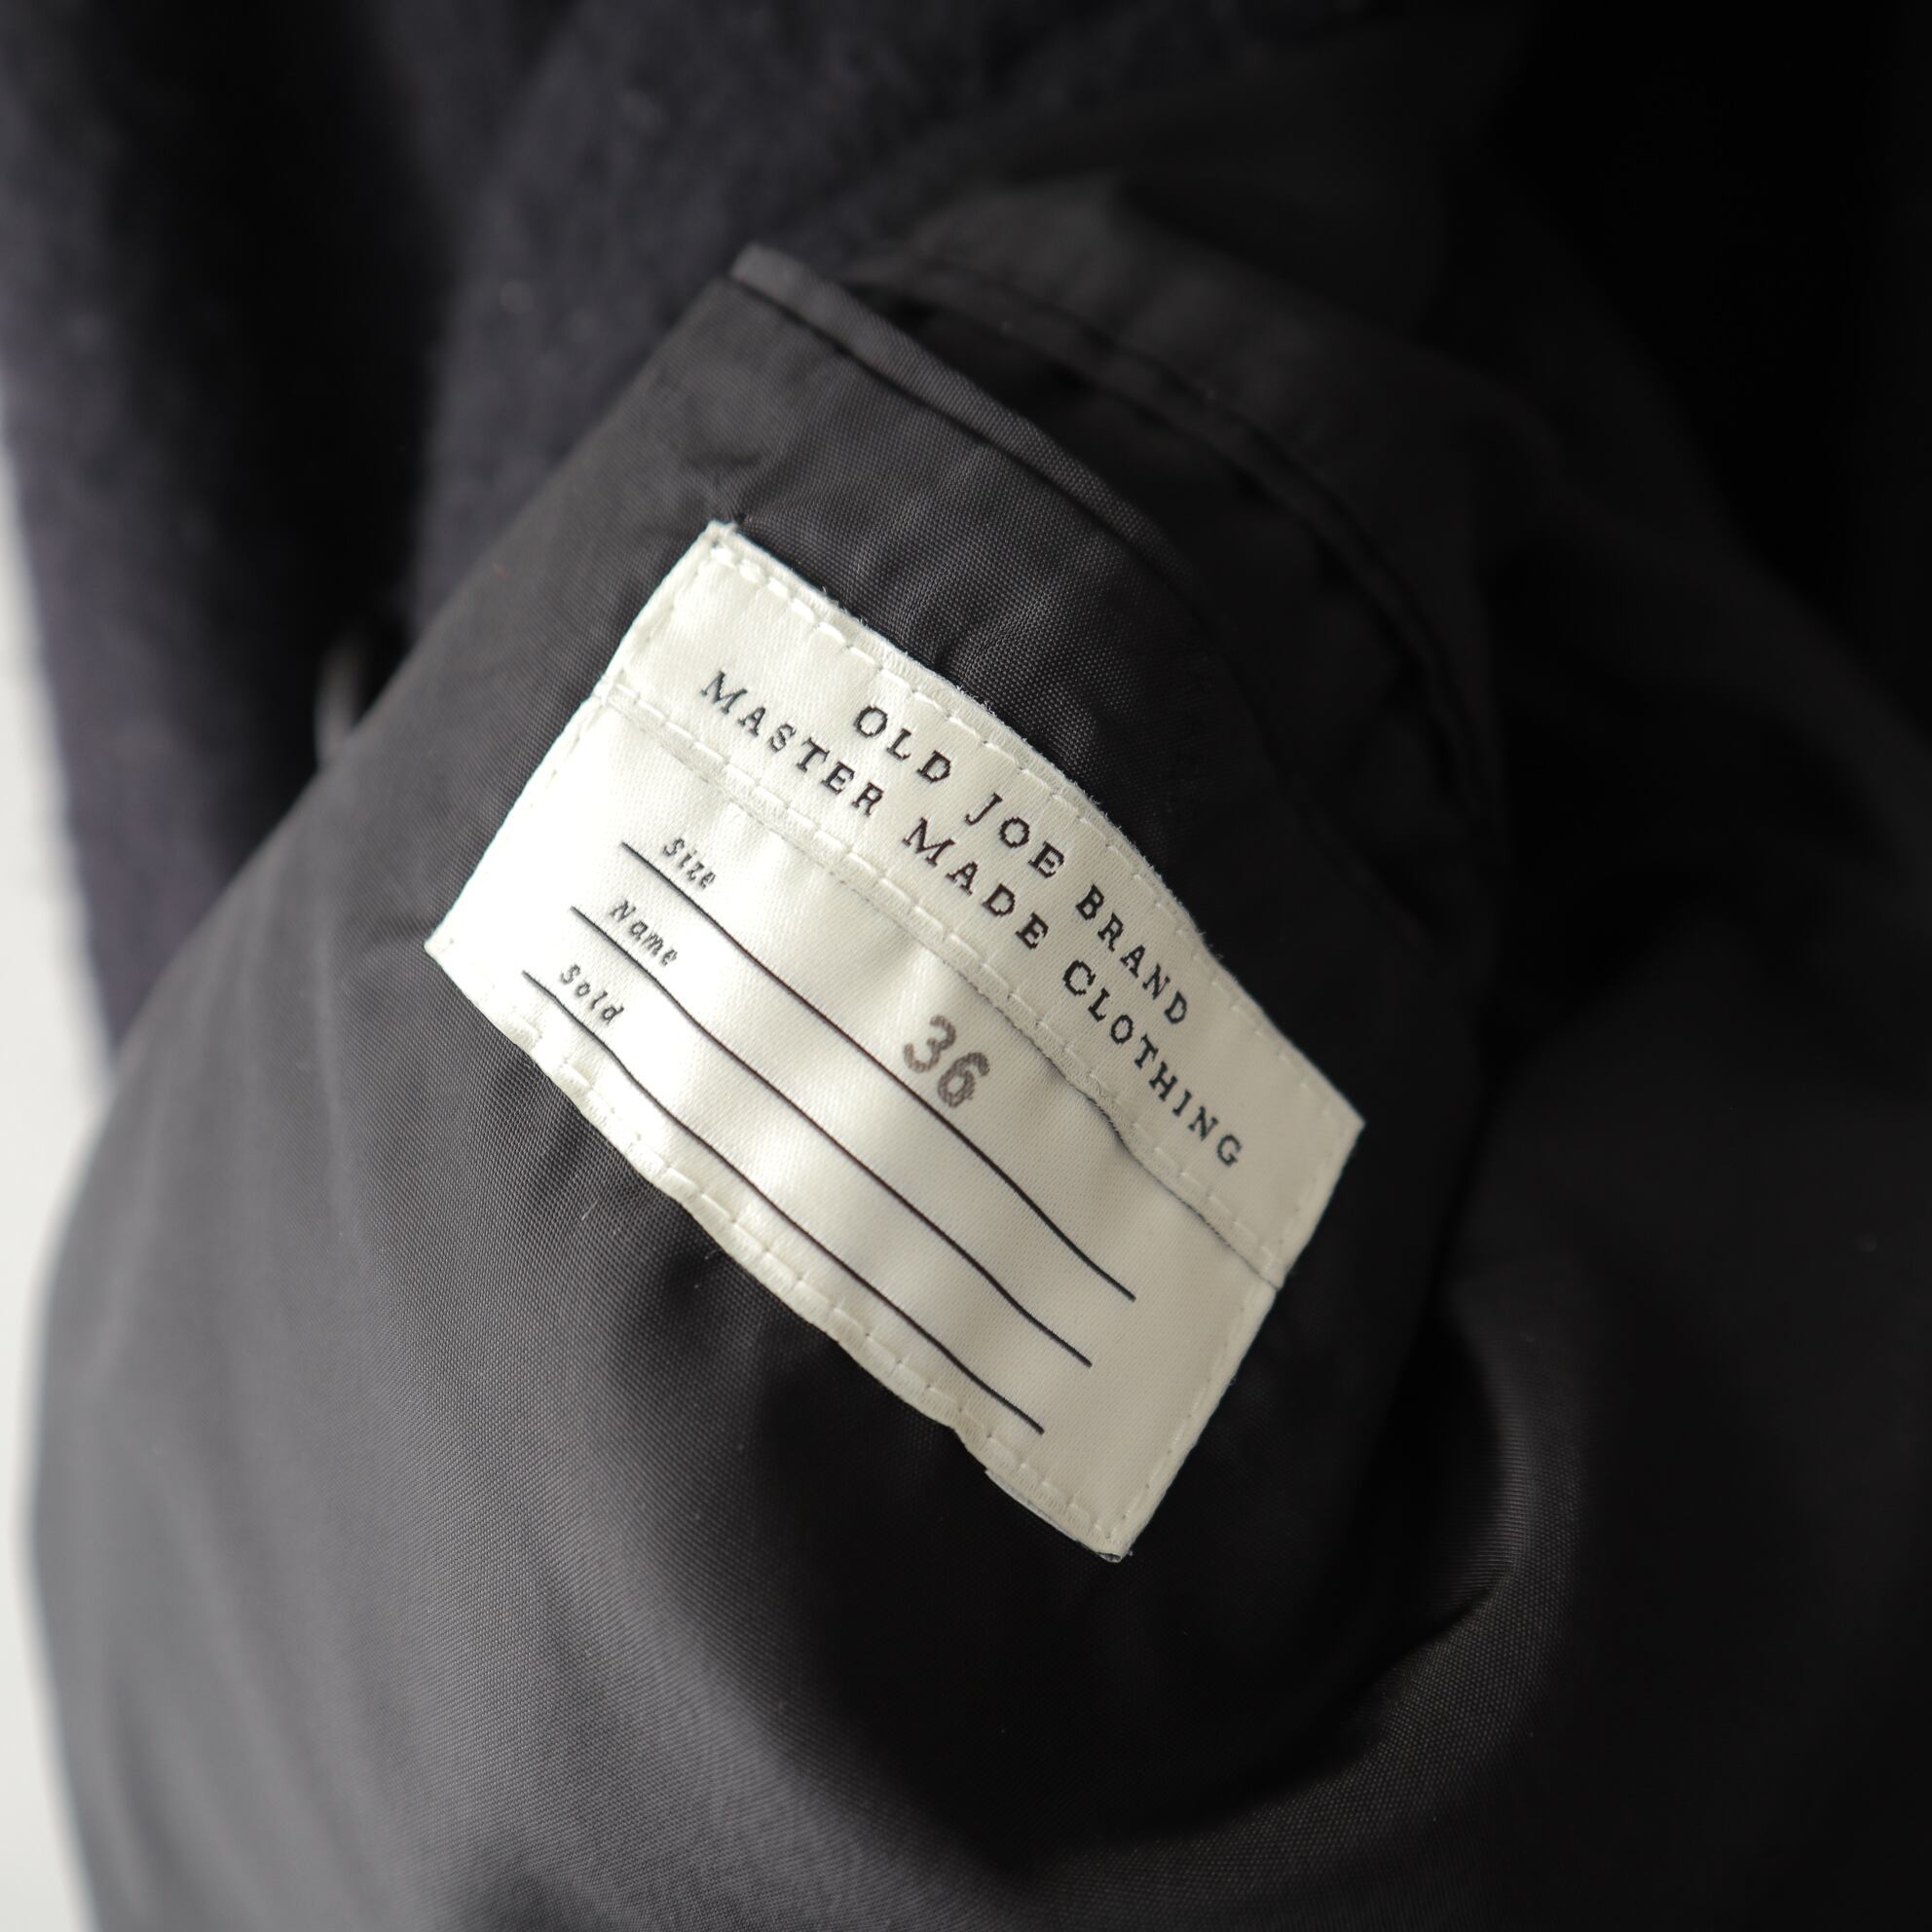 OLD JOE BRAND
MASTER MADE CLOTHING
Size 36
Name
Sold